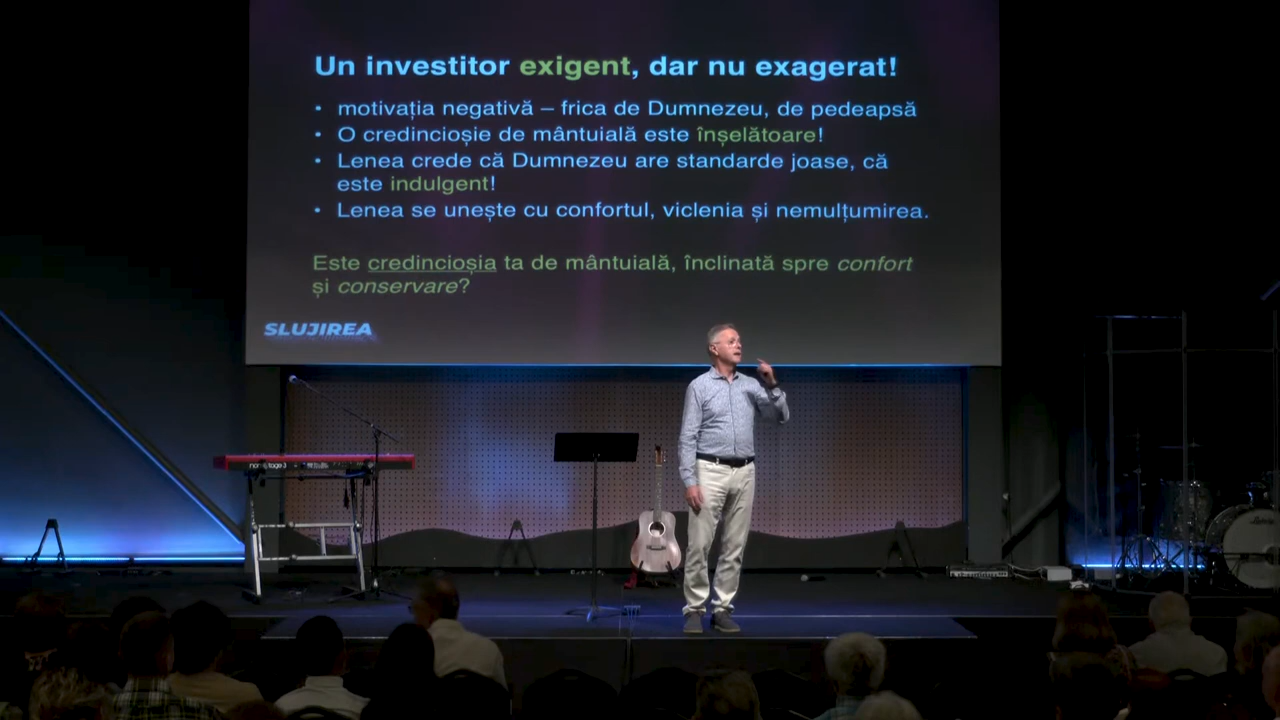 Un investitor exigent, dar nu exagerat!
• motivația negativă – frica de Dumnezeu, de pedeapsă
• O credincioșie de mântuială este înșelătoare!
• Lenea crede că Dumnezeu are standarde joase, că
este indulgent!
• Lenea se unește cu confortul, viclenia și nemulțumirea.
Este credincioșia ta de mântuială, înclinată spre confort
și conservare?
SLUJIREA